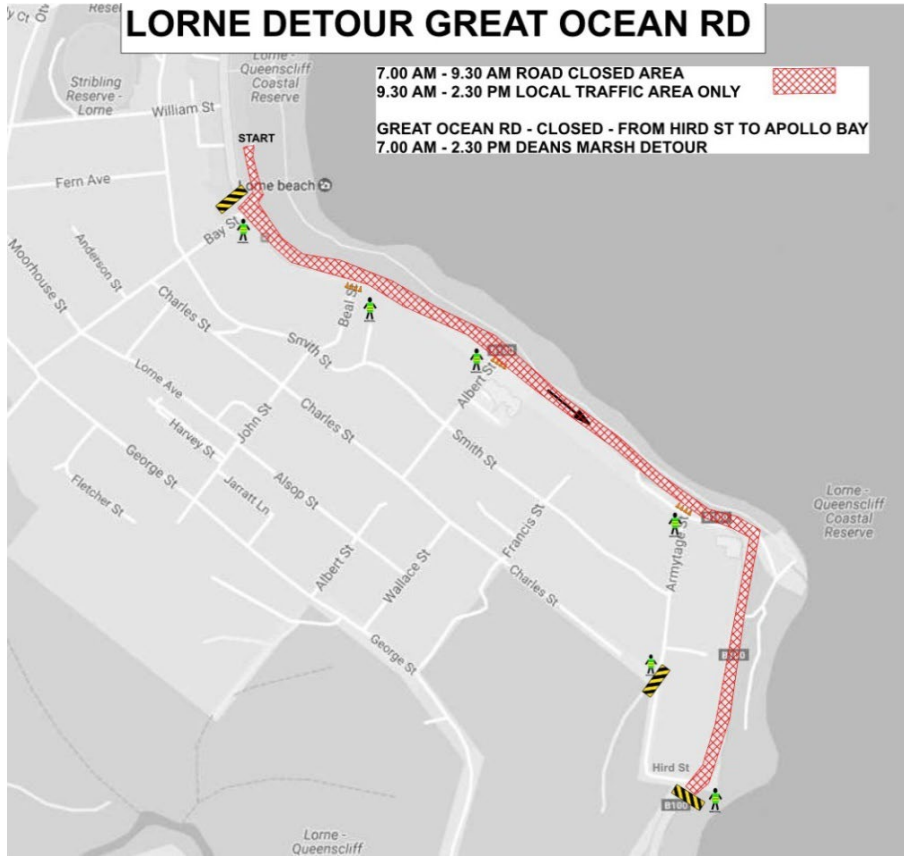 LORNE DETOUR GREAT OCEAN RD
7.00 AM - 9.30 AM ROAD CLOSED AREA
9.30 AM - 2.30 PM LOCAL TRAFFIC AREA ONLY
GREAT OCEAN RD - CLOSED - FROM HIRD ST TO APOLLO BAY
7.00 AM - 2.30 PM DEANS MARSH DETOUR
Stribling
Reserve -
Lorne
Lorne -
Queenscliff
Coastal
Reserve
William St
START
Fern Ave
Lorne beach
Bay St
Anderson St
Moorhouse St
Charles St
Beal St
Smyth St
Albert St
Lorne Ave
John St
Charles St
Harvey St
Smith St
George St
Alsop St
Jarratt Ln
Fletcher St
Francis St
Lorne -
Queenscliff
Coastal
Reserve
Armytage St
Albert St
Wallace St
Charles St
George St
B100
Hird St
B100
Lorne -
Queenscliff